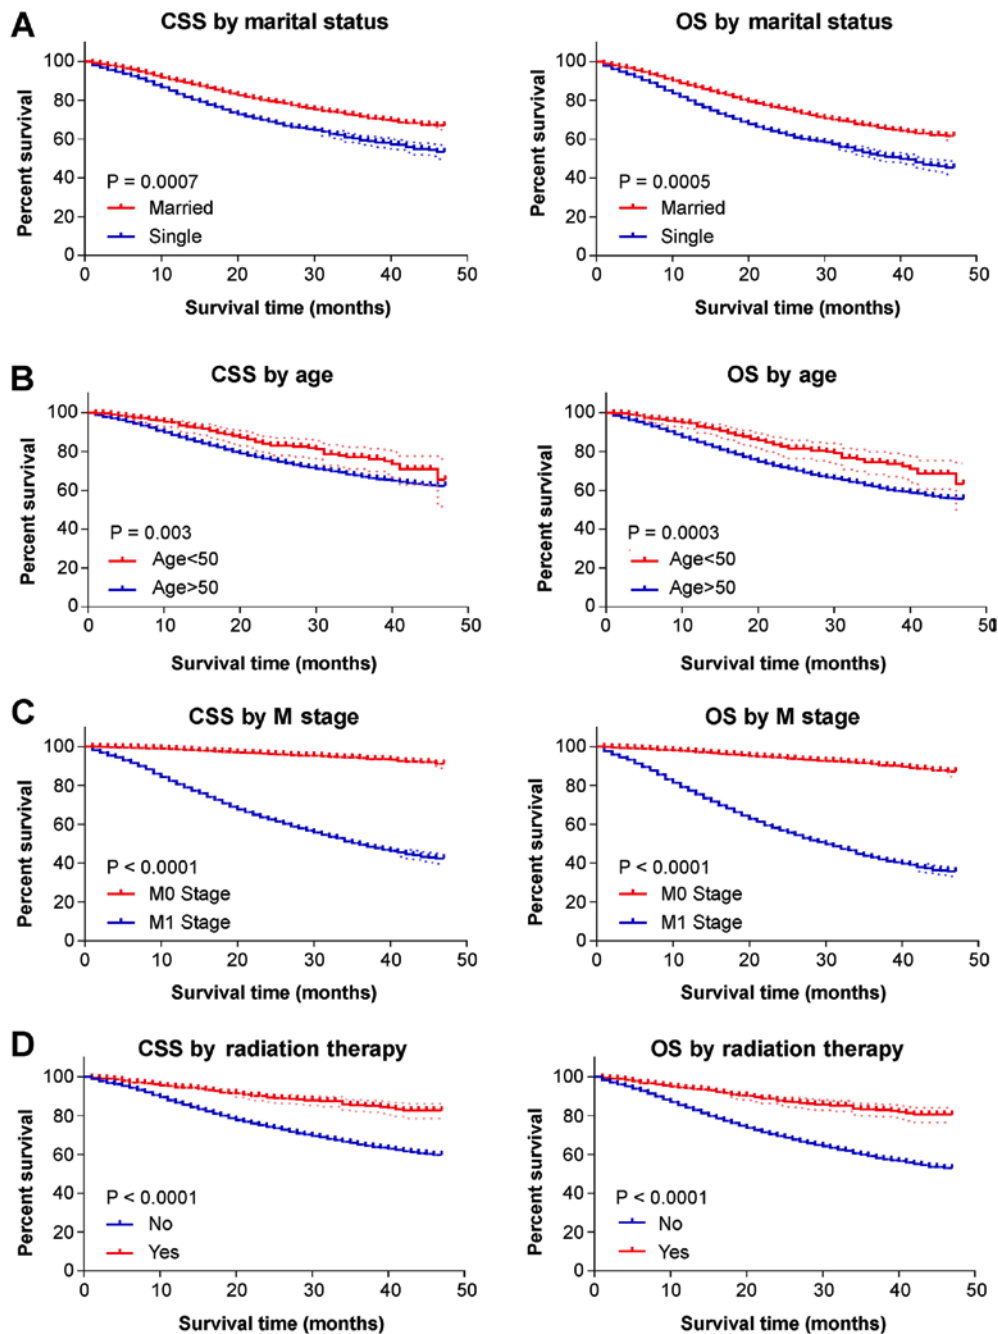 A
CSS by marital status
Percent survival
100
80
60
40
20
0
P = 0.0007
Married
Single
0 10 20 30 40 50
Survival time (months)
OS by marital status
Percent survival
100
80
60
40
20
0
P = 0.0005
Married
Single
0 10 20 30 40 50
Survival time (months)
B
CSS by age
Percent survival
100
80
60
40
20
0
P = 0.003
Age<50
Age>50
0 10 20 30 40 50
Survival time (months)
OS by age
Percent survival
100
80
60
40
20
0
P = 0.0003
Age<50
Age>50
0 10 20 30 40 50
Survival time (months)
C
CSS by M stage
Percent survival
100
80
60
40
20
0
P < 0.0001
M0 Stage
M1 Stage
0 10 20 30 40 50
Survival time (months)
OS by M stage
Percent survival
100
80
60
40
20
0
P < 0.0001
M0 Stage
M1 Stage
0 10 20 30 40 50
Survival time (months)
D
CSS by radiation therapy
Percent survival
100
80
60
40
20
0
P < 0.0001
No
Yes
0 10 20 30 40 50
Survival time (months)
OS by radiation therapy
Percent survival
100
80
60
40
20
0
P < 0.0001
No
Yes
0 10 20 30 40 50
Survival time (months)